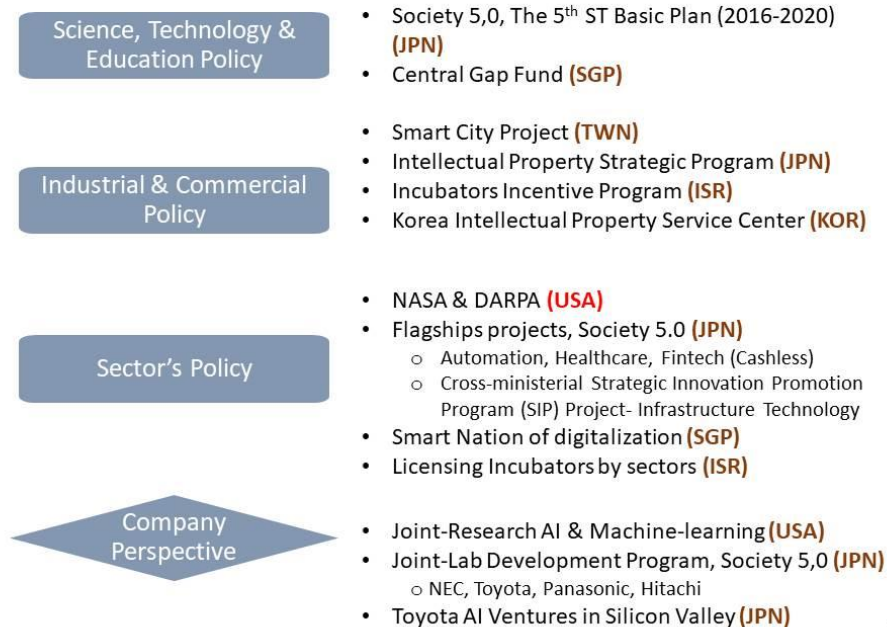 Science, Technology &
Education Policy
• Society 5,0, The 5th ST Basic Plan (2016-2020)
(JPN)
• Central Gap Fund (SGP)
Industrial & Commercial
Policy
• Smart City Project (TWN)
• Intellectual Property Strategic Program (JPN)
• Incubators Incentive Program (ISR)
• Korea Intellectual Property Service Center (KOR)
Sector's Policy
• NASA & DARPA (USA)
• Flagships projects, Society 5.0 (JPN)
o Automation, Healthcare, Fintech (Cashless)
o Cross-ministerial Strategic Innovation Promotion
Program (SIP) Project- Infrastructure Technology
• Smart Nation of digitalization (SGP)
• Licensing Incubators by sectors (ISR)
Company
Perspective
• Joint-Research AI & Machine-learning (USA)
• Joint-Lab Development Program, Society 5,0 (JPN)
o NEC, Toyota, Panasonic, Hitachi
• Toyota AI Ventures in Silicon Valley (JPN)